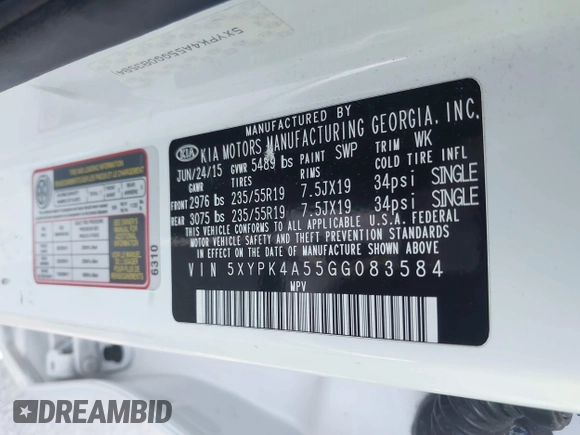 5XYPK4A55GG083584
MANUFACTURED BY
KIA KIA MOTORS MANUFACTURING GEORGIA, INC.
JUN/24/15 GVWR 5489 lbs PAINT SWP TRIM WK
GAWR TIRES RIMS COLD TIRE INFL
FRONT 2976 lbs 235/55R19 7.5JX19 34psi SINGLE
REAR 3075 lbs 235/55R19 7.5JX19 34psi SINGLE
THIS VEHICLE CONFORMS TO ALL APPLICABLE U.S.A. FEDERAL
MOTOR VEHICLE SAFETY AND THEFT PREVENTION STANDARDS
IN EFFECT ON THE DATE OF MANUFACTURE SHOWN ABOVE.
VIN 5XYPK4A55GG083584
MPV
6310
DREAMBID